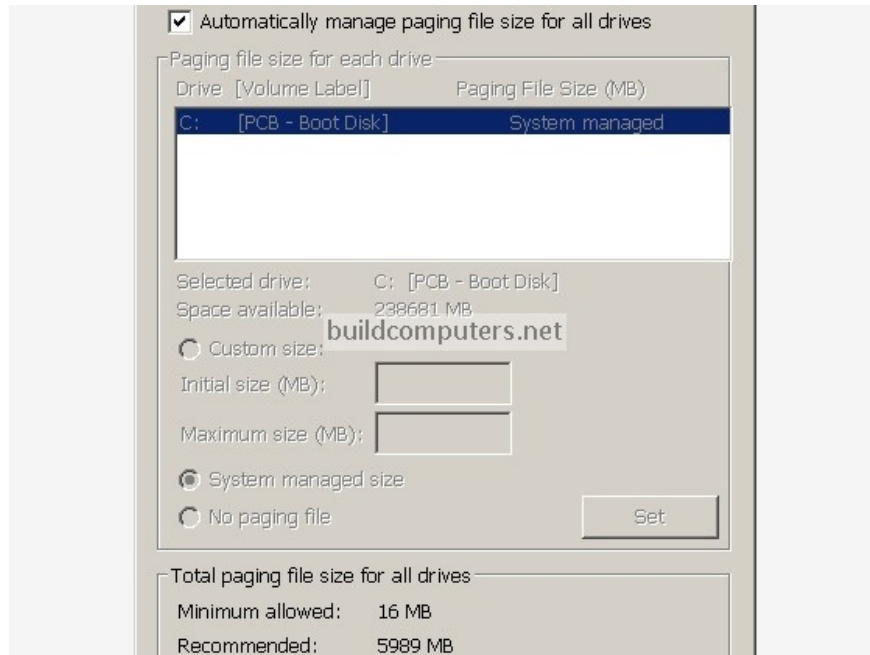 Automatically manage paging file size for all drives
Paging file size for each drive
Drive [Volume Label] Paging File Size (MB)
C: [PCB - Boot Disk] System managed
Selected drive: C: [PCB - Boot Disk]
Space available: 238681 MB
buildcomputers.net
Custom size:
Initial size (MB):
Maximum size (MB):
System managed size
No paging file Set
Total paging file size for all drives
Minimum allowed: 16 MB
Recommended: 5989 MB